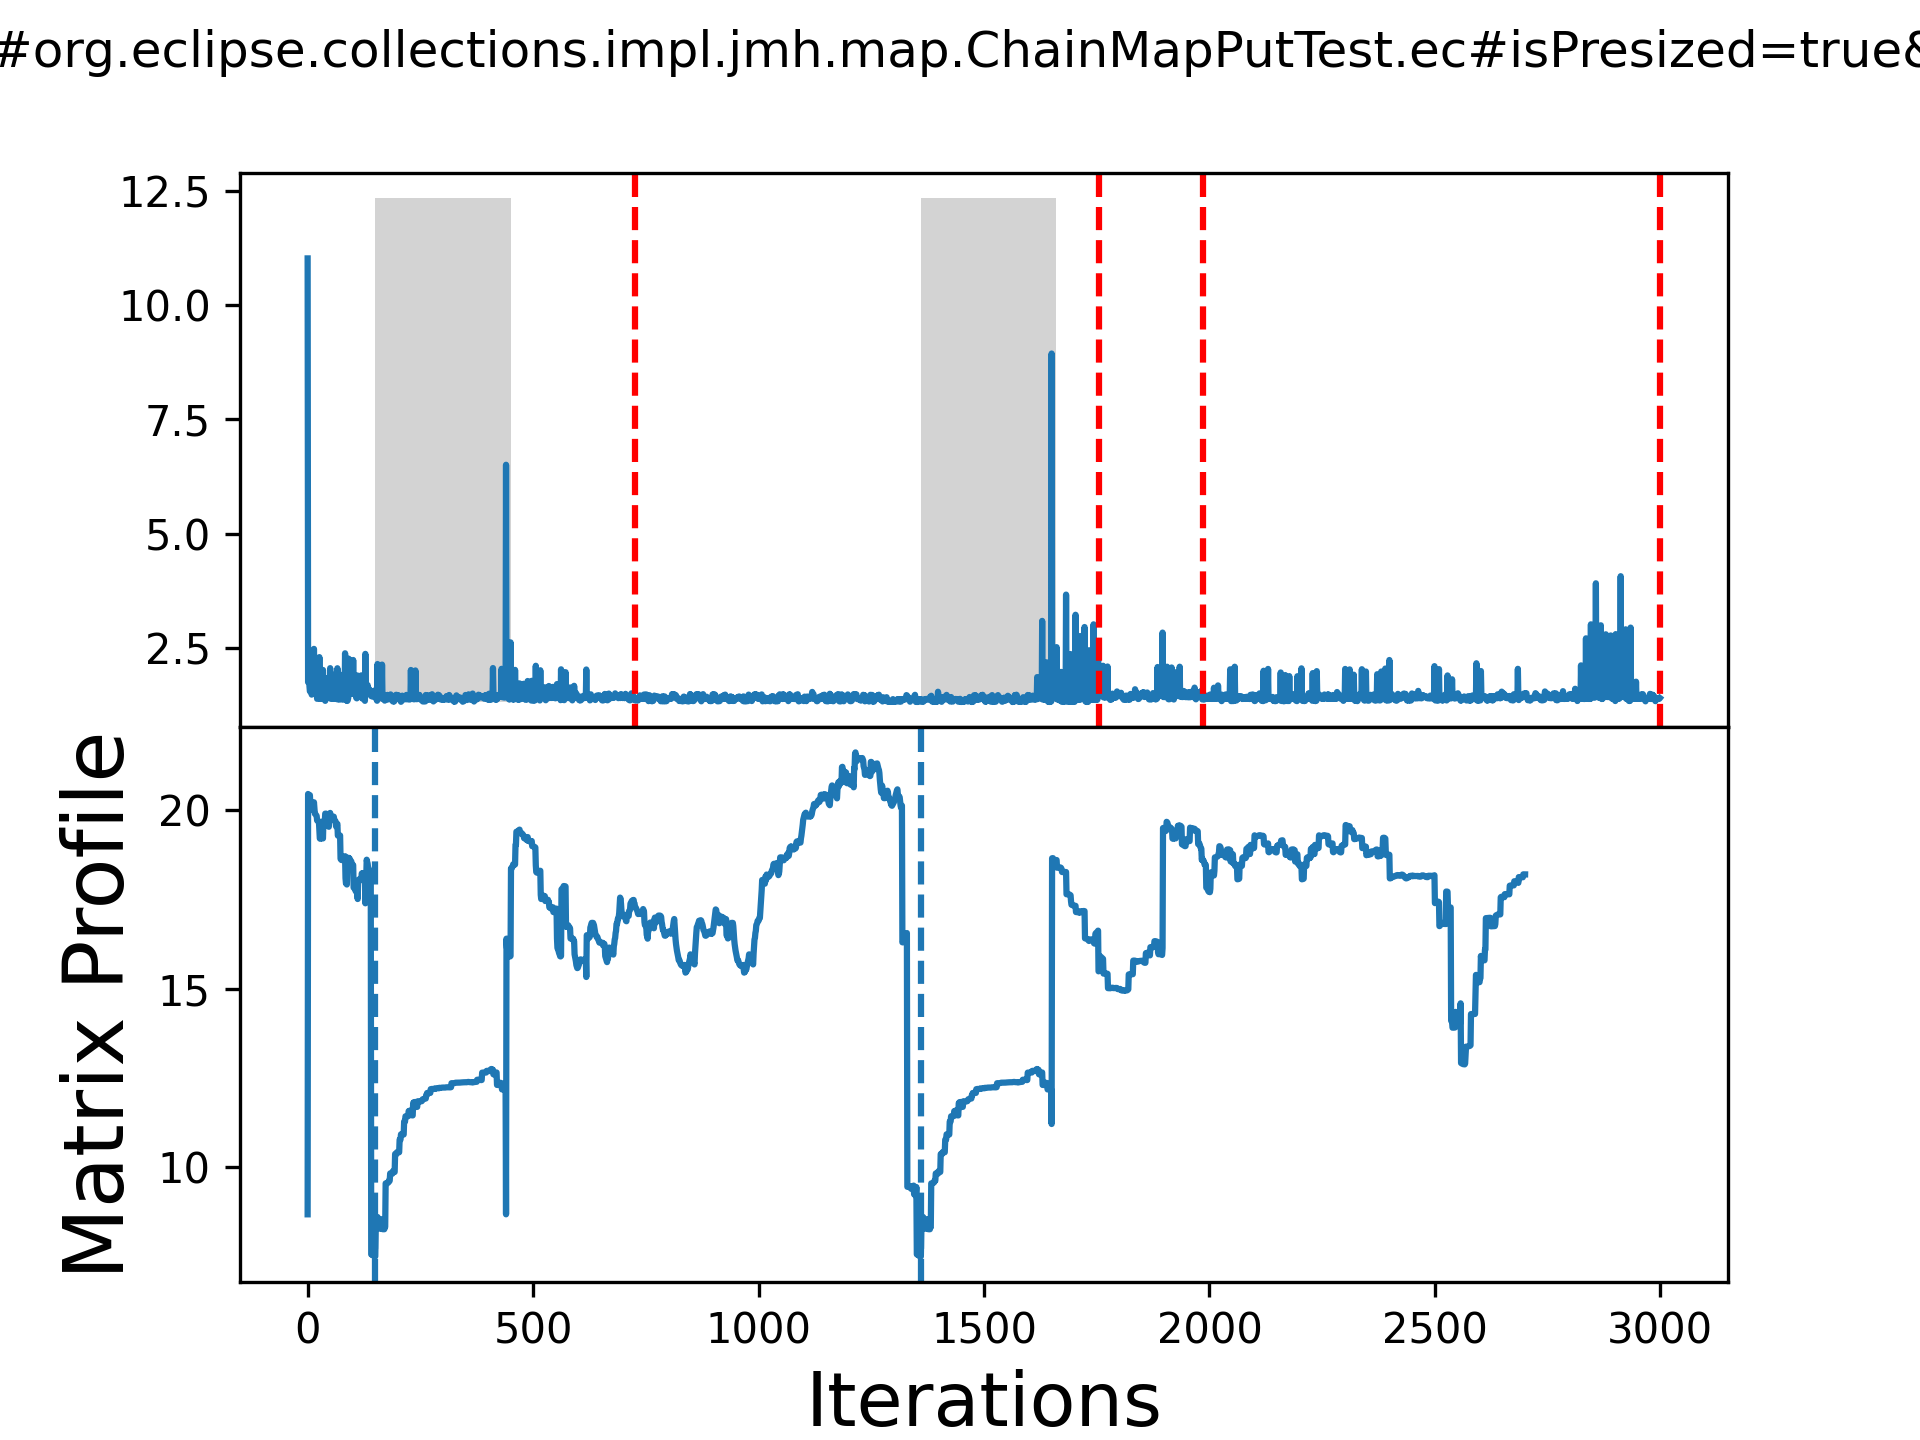 #org.eclipse.collections.impl.jmh.map.ChainMapPutTest.ec#isPresized=true&
12.5
10.0
7.5
5.0
2.5
Matrix Profile
20
15
10
0 500 1000 1500 2000 2500 3000
Iterations